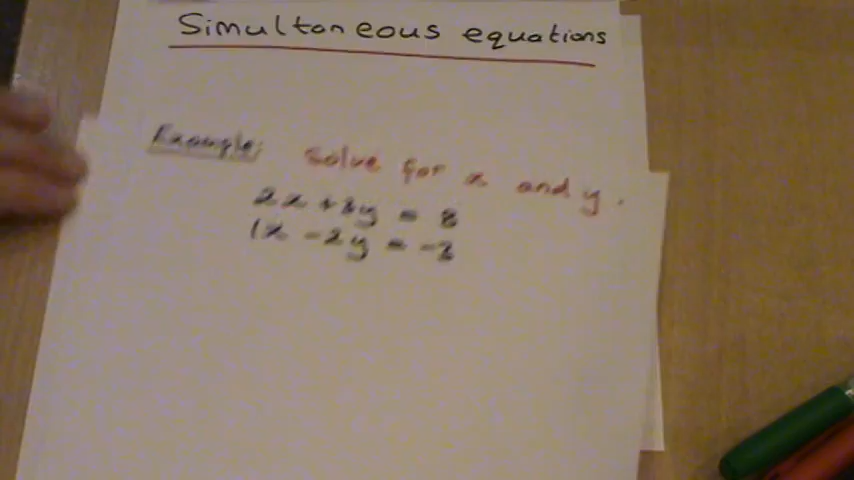 Simultaneous equations
Example: Solve for x and y.
2x + 3y = 8
1x - 2y = -3